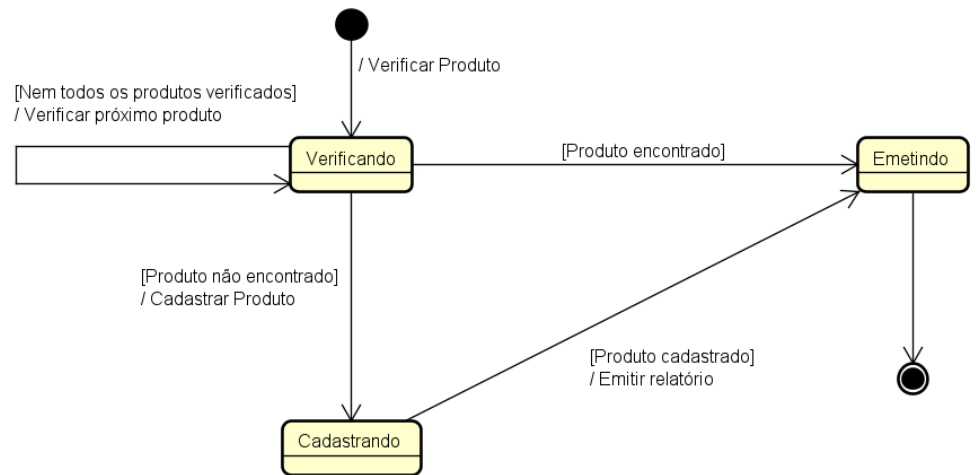 / Verificar Produto
[Nem todos os produtos verificados]
/ Verificar próximo produto
Verificando
[Produto encontrado]
Emetindo
[Produto não encontrado]
/ Cadastrar Produto
[Produto cadastrado]
/ Emitir relatório
Cadastrando